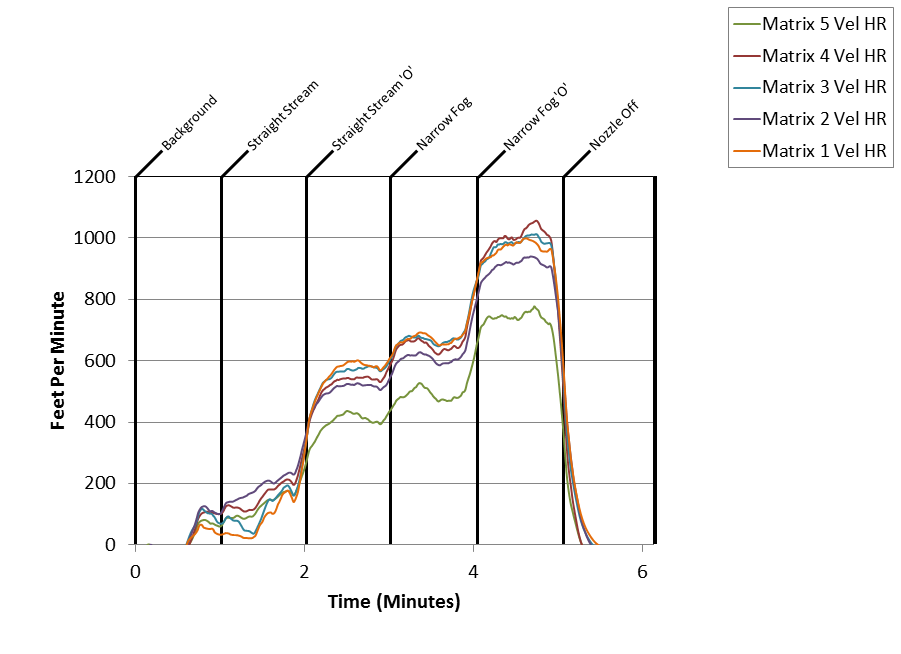 Matrix 5 Vel HR
Matrix 4 Vel HR
Matrix 3 Vel HR
Matrix 2 Vel HR
Matrix 1 Vel HR
Background
Straight Stream
Straight Stream 'O'
Narrow Fog
Narrow Fog 'O'
Nozzle Off
1200
1000
800
600
400
200
0
Feet Per Minute
0
2
4
6
Time (Minutes)